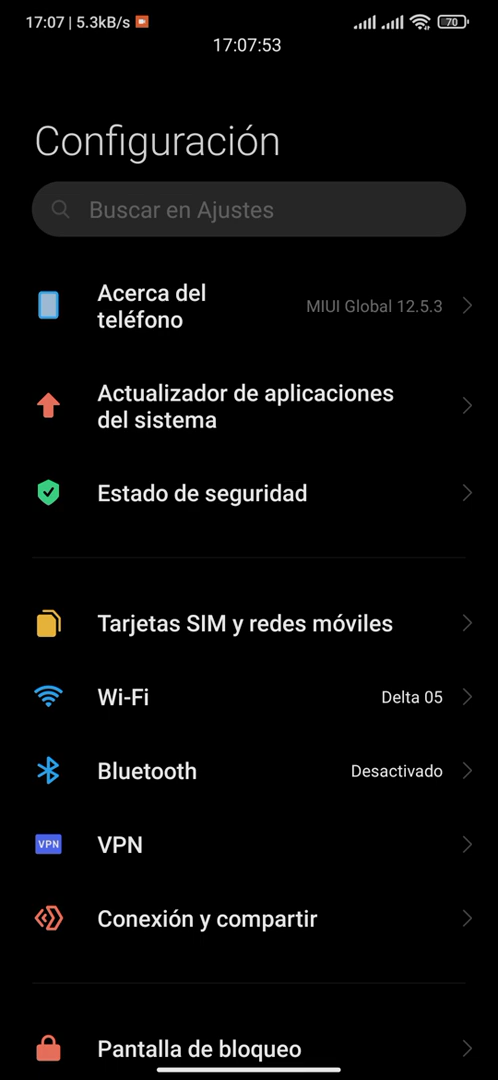 17:07 | 5.3kB/s
70
17:07:53
Configuración
Buscar en Ajustes
Acerca del
teléfono
MIUI Global 12.5.3
Actualizador de aplicaciones
del sistema
Estado de seguridad
Tarjetas SIM y redes móviles
Wi-Fi
Delta 05
Bluetooth
Desactivado
VPN
VPN
Conexión y compartir
Pantalla de bloqueo